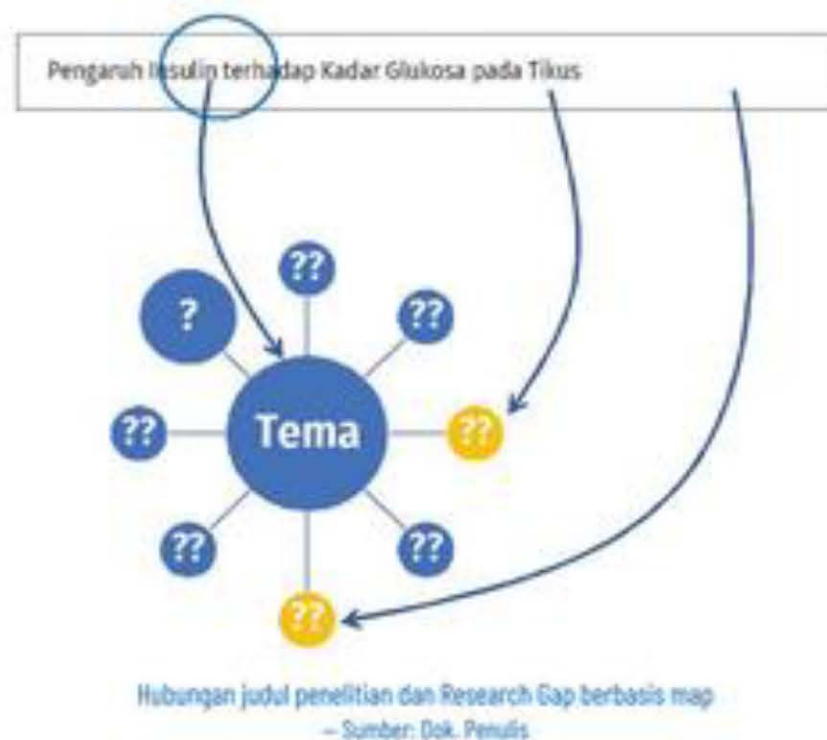 Pengaruh Insulin terhadap Kadar Glukosa pada Tikus
??
?
??
Tema
??
??
??
??
??
Hubungan judul penelitian dan Research Gap berbasis map
– Sumber: Dok. Penulis